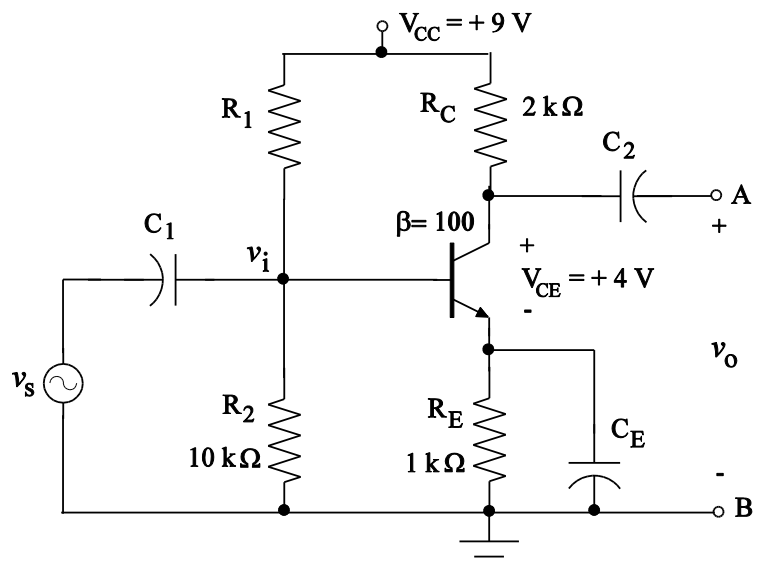 V_CC = + 9 V
R_1
R_C 2 kΩ
C_2
A
+
β= 100
C_1
v_i
+
V_CE = + 4 V
-
v_s
v_o
R_2
10 kΩ
R_E
1 kΩ
C_E
-
B